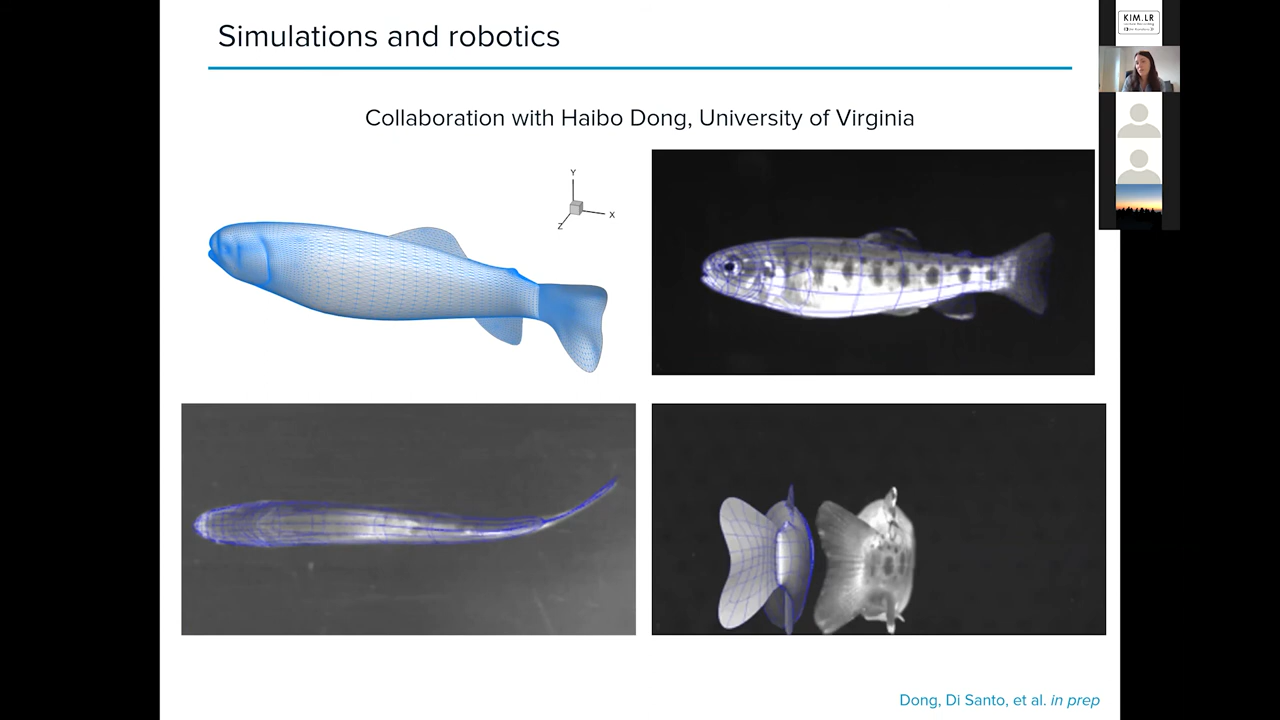 Simulations and robotics
KIM.LR
Collaboration with Haibo Dong, University of Virginia
Y
X
Z
Dong, Di Santo, et al. in prep